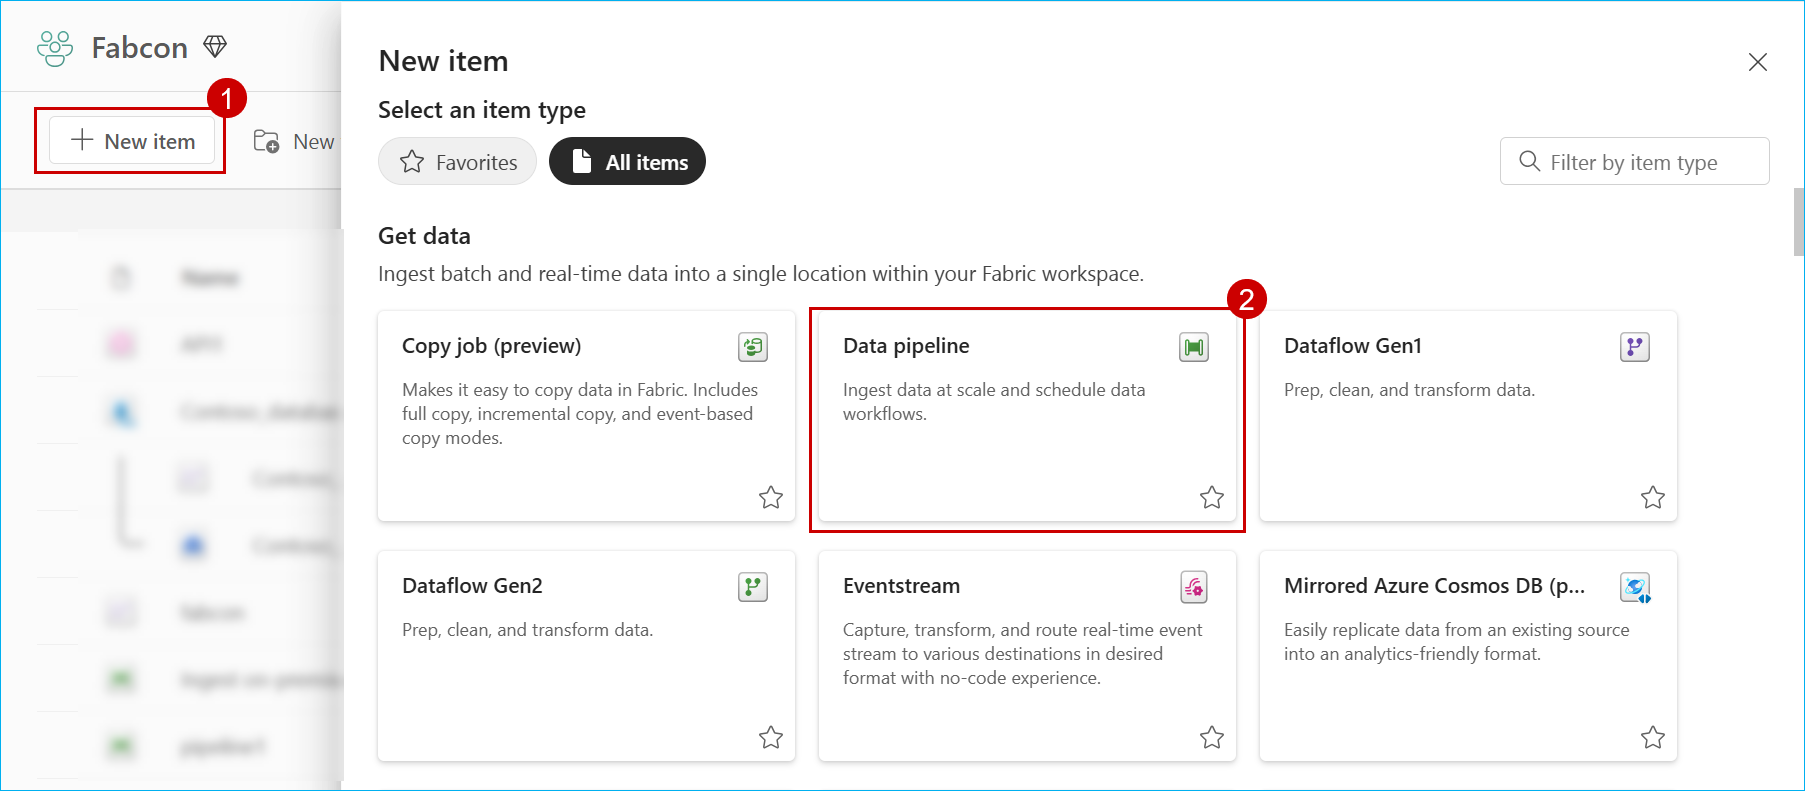 Fabcon
1
New item
New
New item
Select an item type
Favorites
All items
Filter by item type
Get data
Ingest batch and real-time data into a single location within your Fabric workspace.
2
Copy job (preview)
Makes it easy to copy data in Fabric. Includes
full copy, incremental copy, and event-based
copy modes.
Data pipeline
Ingest data at scale and schedule data
workflows.
Dataflow Gen1
Prep, clean, and transform data.
Dataflow Gen2
Prep, clean, and transform data.
Eventstream
Capture, transform, and route real-time event
stream to various destinations in desired
format with no-code experience.
Mirrored Azure Cosmos DB (p...
Easily replicate data from an existing source
into an analytics-friendly format.
Name
fabcon
pipeline1